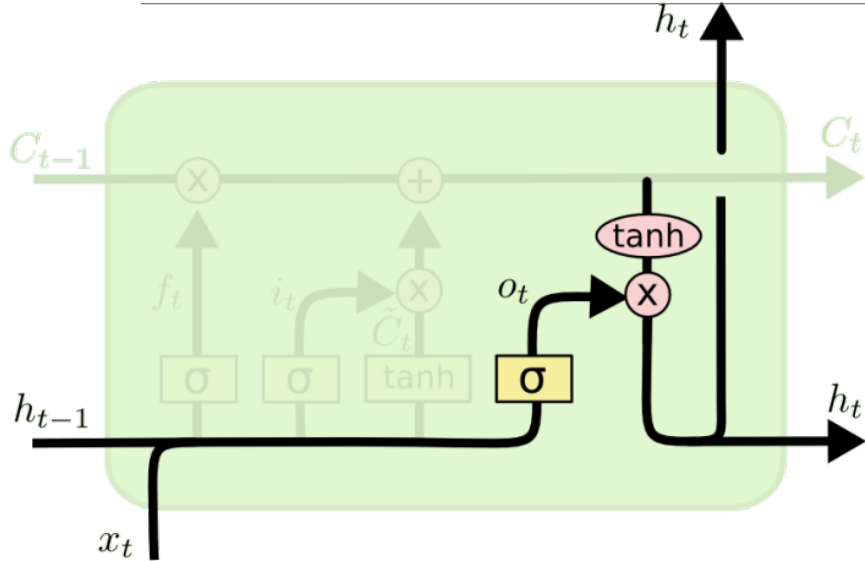 h_t
C_{t-1}
C_t
x
+
tanh
f_t
i_t
x
o_t
x
C̃_t
σ
σ
tanh
σ
h_{t-1}
h_t
x_t